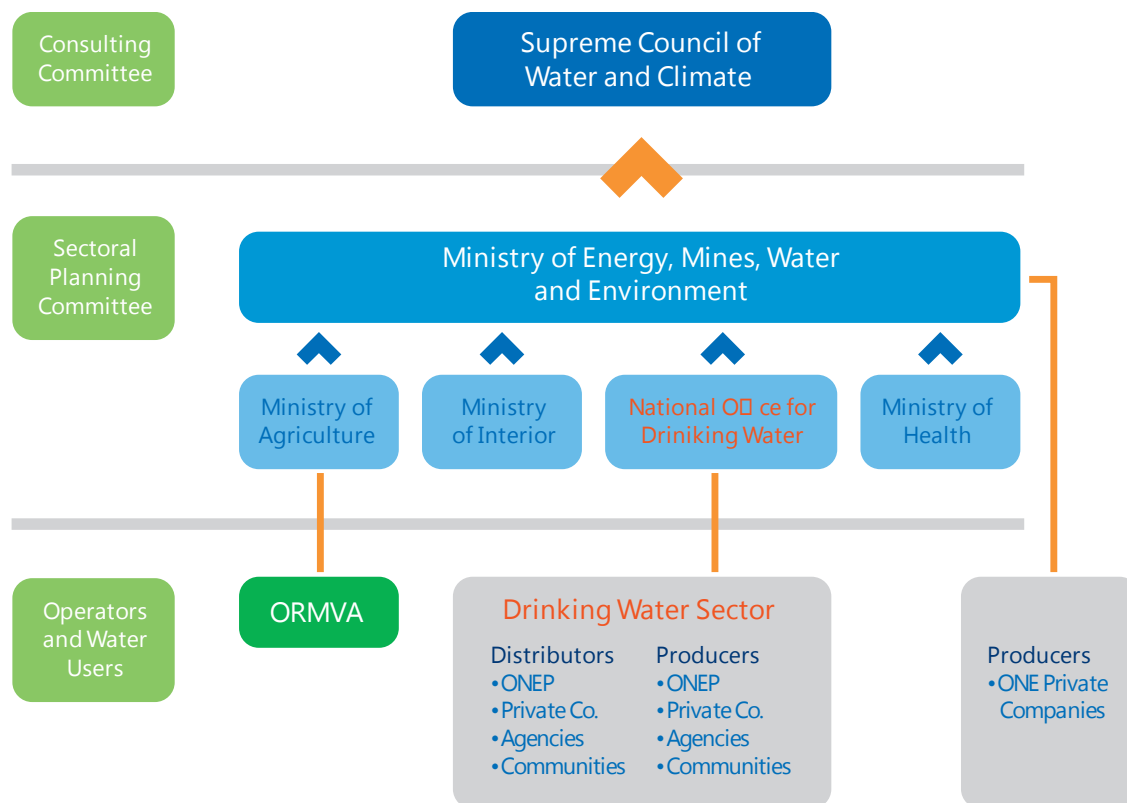 Consulting
Committee
Supreme Council of
Water and Climate
Sectoral
Planning
Committee
Ministry of Energy, Mines, Water
and Environment
Ministry of
Agriculture
Ministry
of Interior
National O□ ce for
Driniking Water
Ministry of
Health
Operators
and Water
Users
ORMVA
Drinking Water Sector
Distributors
•ONEP
•Private Co.
•Agencies
•Communities
Producers
•ONEP
•Private Co.
•Agencies
•Communities
Producers
•ONE Private
Companies